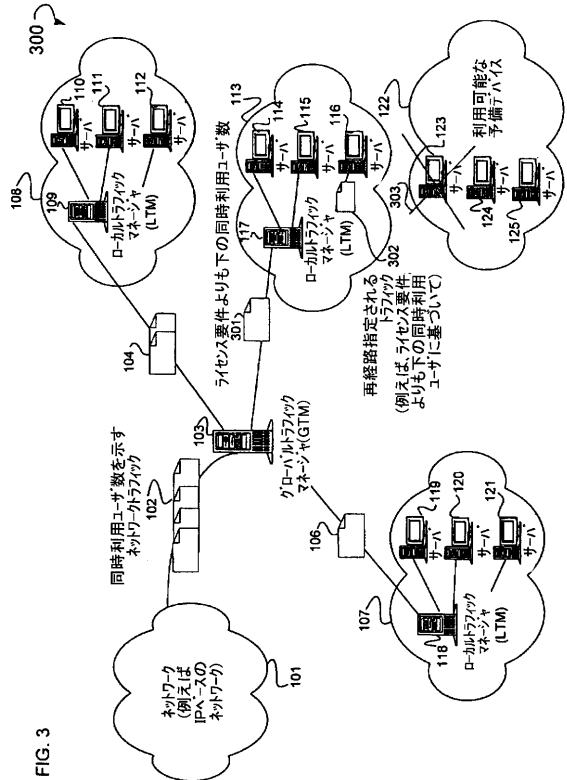 FIG. 3
300
ネットワーク
(例えば
IPベースの
ネットワーク)
101
同時利用ユーザ数を示す
ネットワークトラフィック
102
103
グローバルトラフィック
マネージャ(GTM)
104
108
109
ローカルトラフィック
マネージャ
(LTM)
110
サーバ
111
サーバ
112
サーバ
ライセンス要件よりも下の同時利用ユーザ数
301
113
117
ローカルトラフィック
マネージャ
(LTM)
114
サーバ
115
サーバ
116
サーバ
302
再経路指定される
トラフィック
(例えば、ライセンス要件
よりも下の同時利用
ユーザに基づいて)
122
303
123
サーバ
124
サーバ
125
サーバ
利用可能な
予備デバイス
106
107
118
ローカルトラフィック
マネージャ
(LTM)
119
サーバ
120
サーバ
121
サーバ